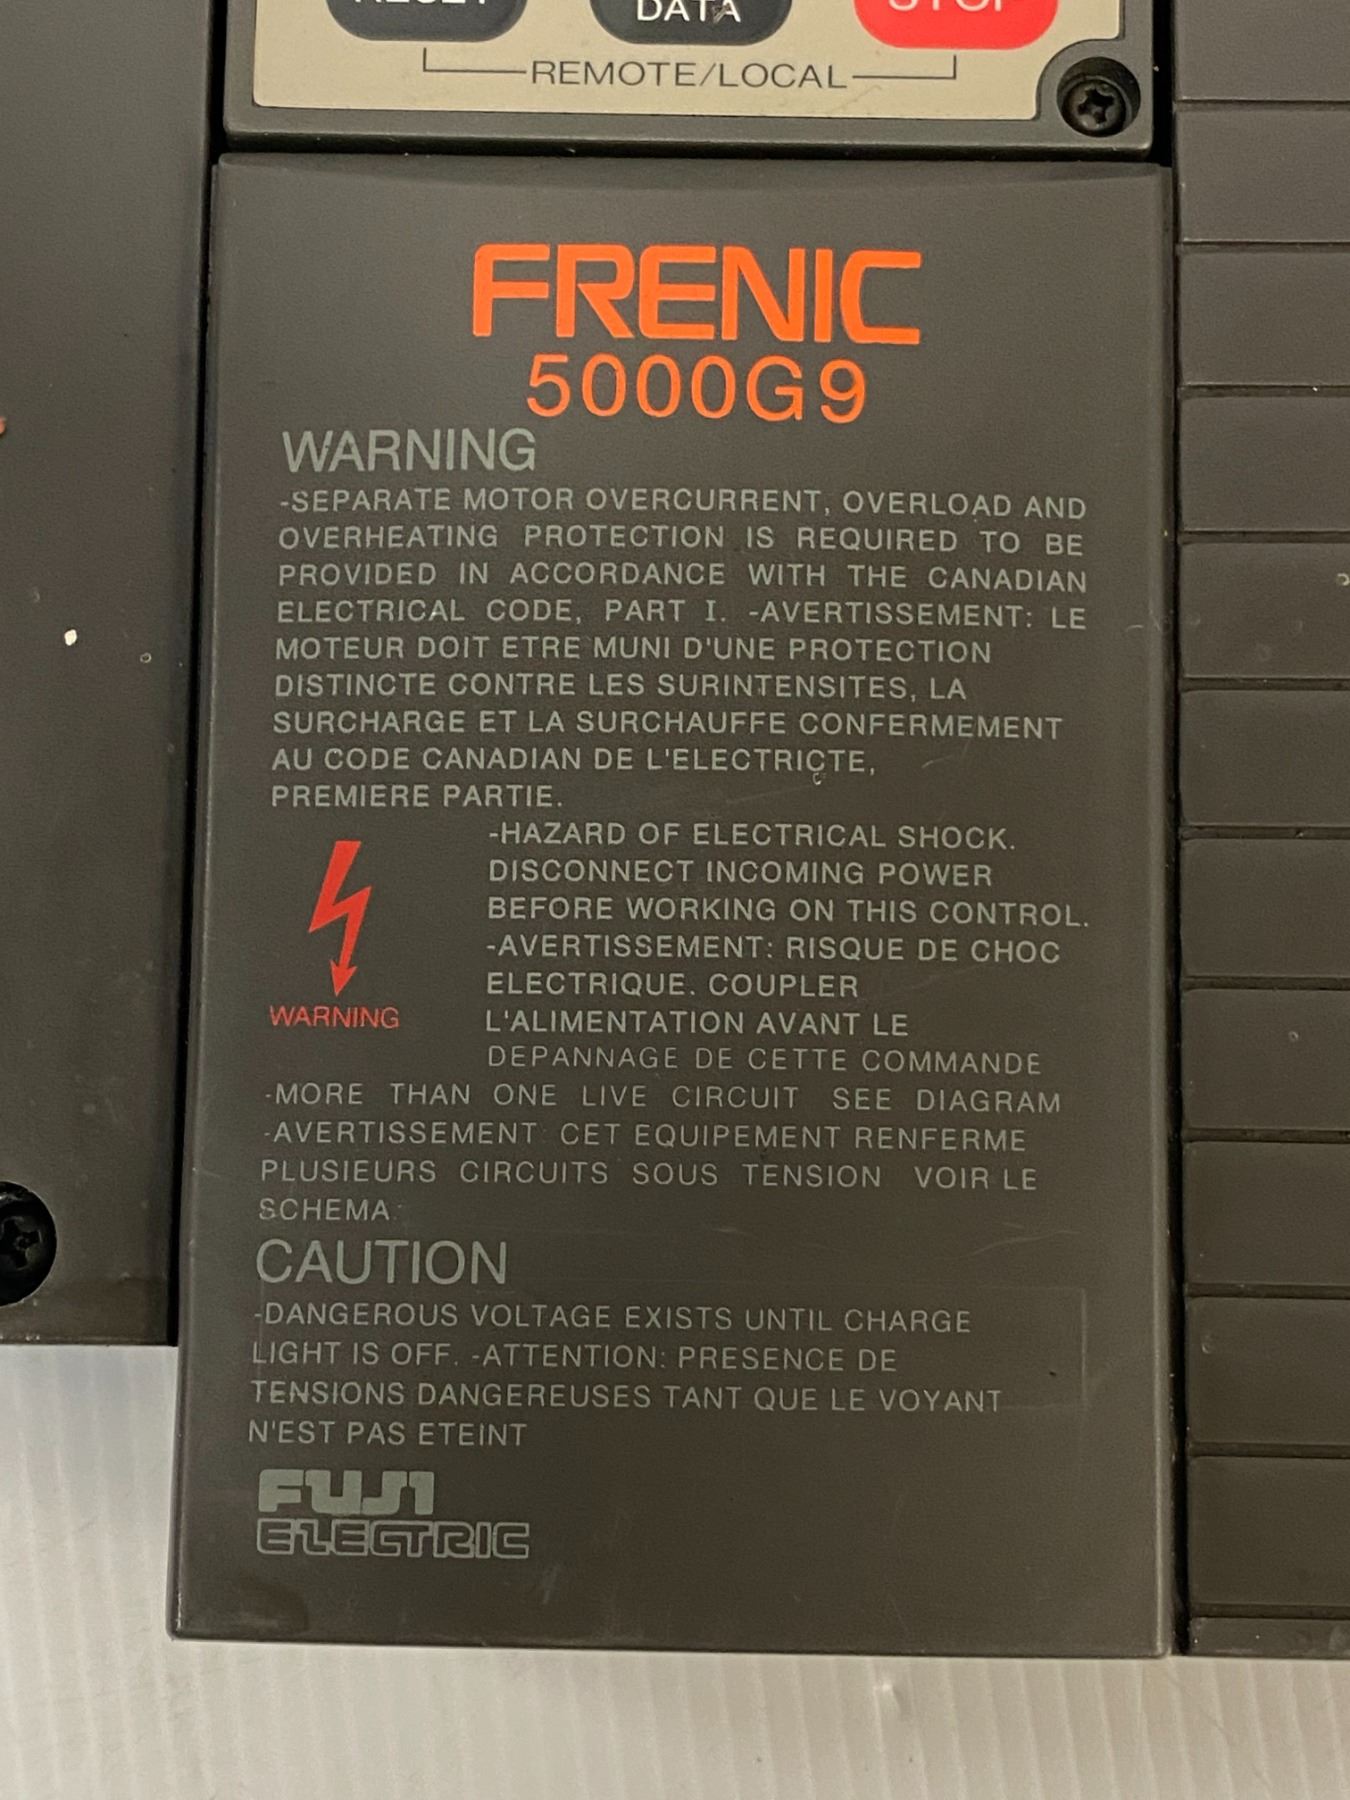 DATA
REMOTE/LOCAL
FRENIC
5000G9
WARNING
-SEPARATE MOTOR OVERCURRENT, OVERLOAD AND
OVERHEATING PROTECTION IS REQUIRED TO BE
PROVIDED IN ACCORDANCE WITH THE CANADIAN
ELECTRICAL CODE, PART I. -AVERTISSEMENT: LE
MOTEUR DOIT ETRE MUNI D'UNE PROTECTION
DISTINCTE CONTRE LES SURINTENSITES, LA
SURCHARGE ET LA SURCHAUFFE CONFERMEMENT
AU CODE CANADIAN DE L'ELECTRICTE,
PREMIERE PARTIE.
-HAZARD OF ELECTRICAL SHOCK.
DISCONNECT INCOMING POWER
BEFORE WORKING ON THIS CONTROL.
-AVERTISSEMENT: RISQUE DE CHOC
ELECTRIQUE. COUPLER
L'ALIMENTATION AVANT LE
DEPANNAGE DE CETTE COMMANDE
WARNING
-MORE THAN ONE LIVE CIRCUIT SEE DIAGRAM
-AVERTISSEMENT: CET EQUIPEMENT RENFERME
PLUSIEURS CIRCUITS SOUS TENSION VOIR LE
SCHEMA.
CAUTION
-DANGEROUS VOLTAGE EXISTS UNTIL CHARGE
LIGHT IS OFF. -ATTENTION: PRESENCE DE
TENSIONS DANGEREUSES TANT QUE LE VOYANT
N'EST PAS ETEINT
FUJI
ELECTRIC